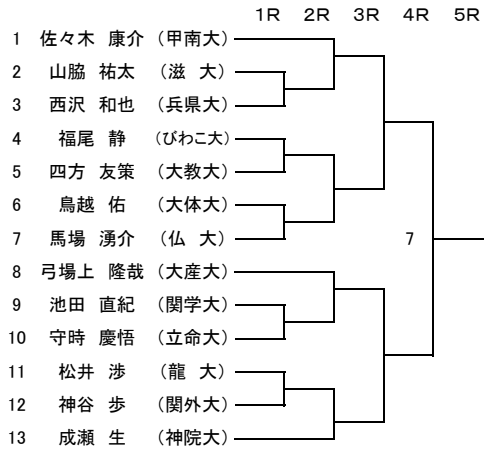 1R 2R 3R 4R 5R
1 佐々木 康介 (甲南大)
2 山脇 祐太 (滋 大)
3 西沢 和也 (兵県大)
4 福尾 静 (びわこ大)
5 四方 友策 (大教大)
6 鳥越 佑 (大体大)
7 馬場 湧介 (仏 大) 7
8 弓場上 隆哉 (大産大)
9 池田 直紀 (関学大)
10 守時 慶悟 (立命大)
11 松井 渉 (龍 大)
12 神谷 歩 (関外大)
13 成瀬 生 (神院大)